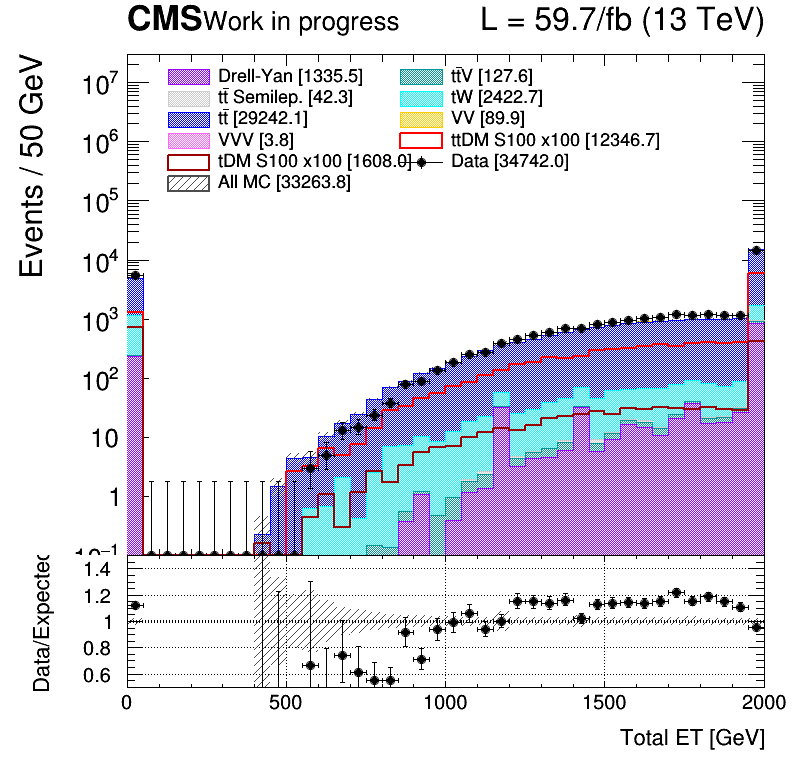 CMS Work in progress L = 59.7/fb (13 TeV)
Events / 50 GeV
10⁷
10⁶
10⁵
10⁴
10³
10²
10
1
10⁻¹
Drell-Yan [1335.5] tt̄V [127.6]
tt̄ Semilep. [42.3] tW [2422.7]
tt̄ [29242.1] VV [89.9]
VVV [3.8] ttDM S100 x100 [12346.7]
tDM S100 x100 [1608.0] Data [34742.0]
All MC [33263.8]
Data/Expected
1.4
1.2
1
0.8
0.6
0 500 1000 1500 2000
Total ET [GeV]